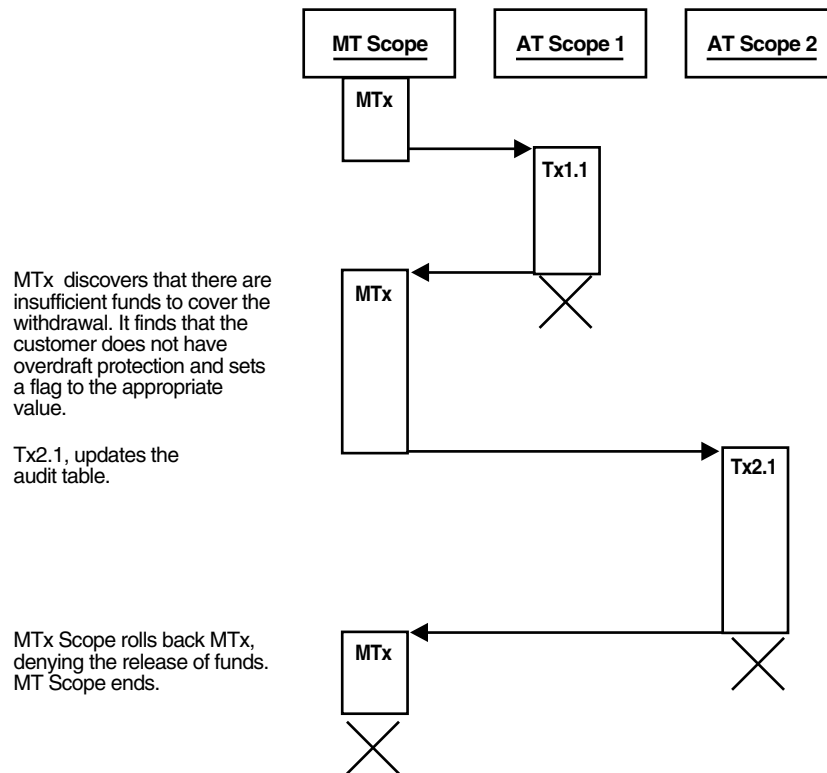 MT Scope AT Scope 1 AT Scope 2
MTx
Tx1.1
MTx discovers that there are
insufficient funds to cover the
withdrawal. It finds that the
customer does not have
overdraft protection and sets
a flag to the appropriate
value.
MTx
Tx2.1, updates the
audit table.
Tx2.1
MTx Scope rolls back MTx,
denying the release of funds.
MT Scope ends.
MTx